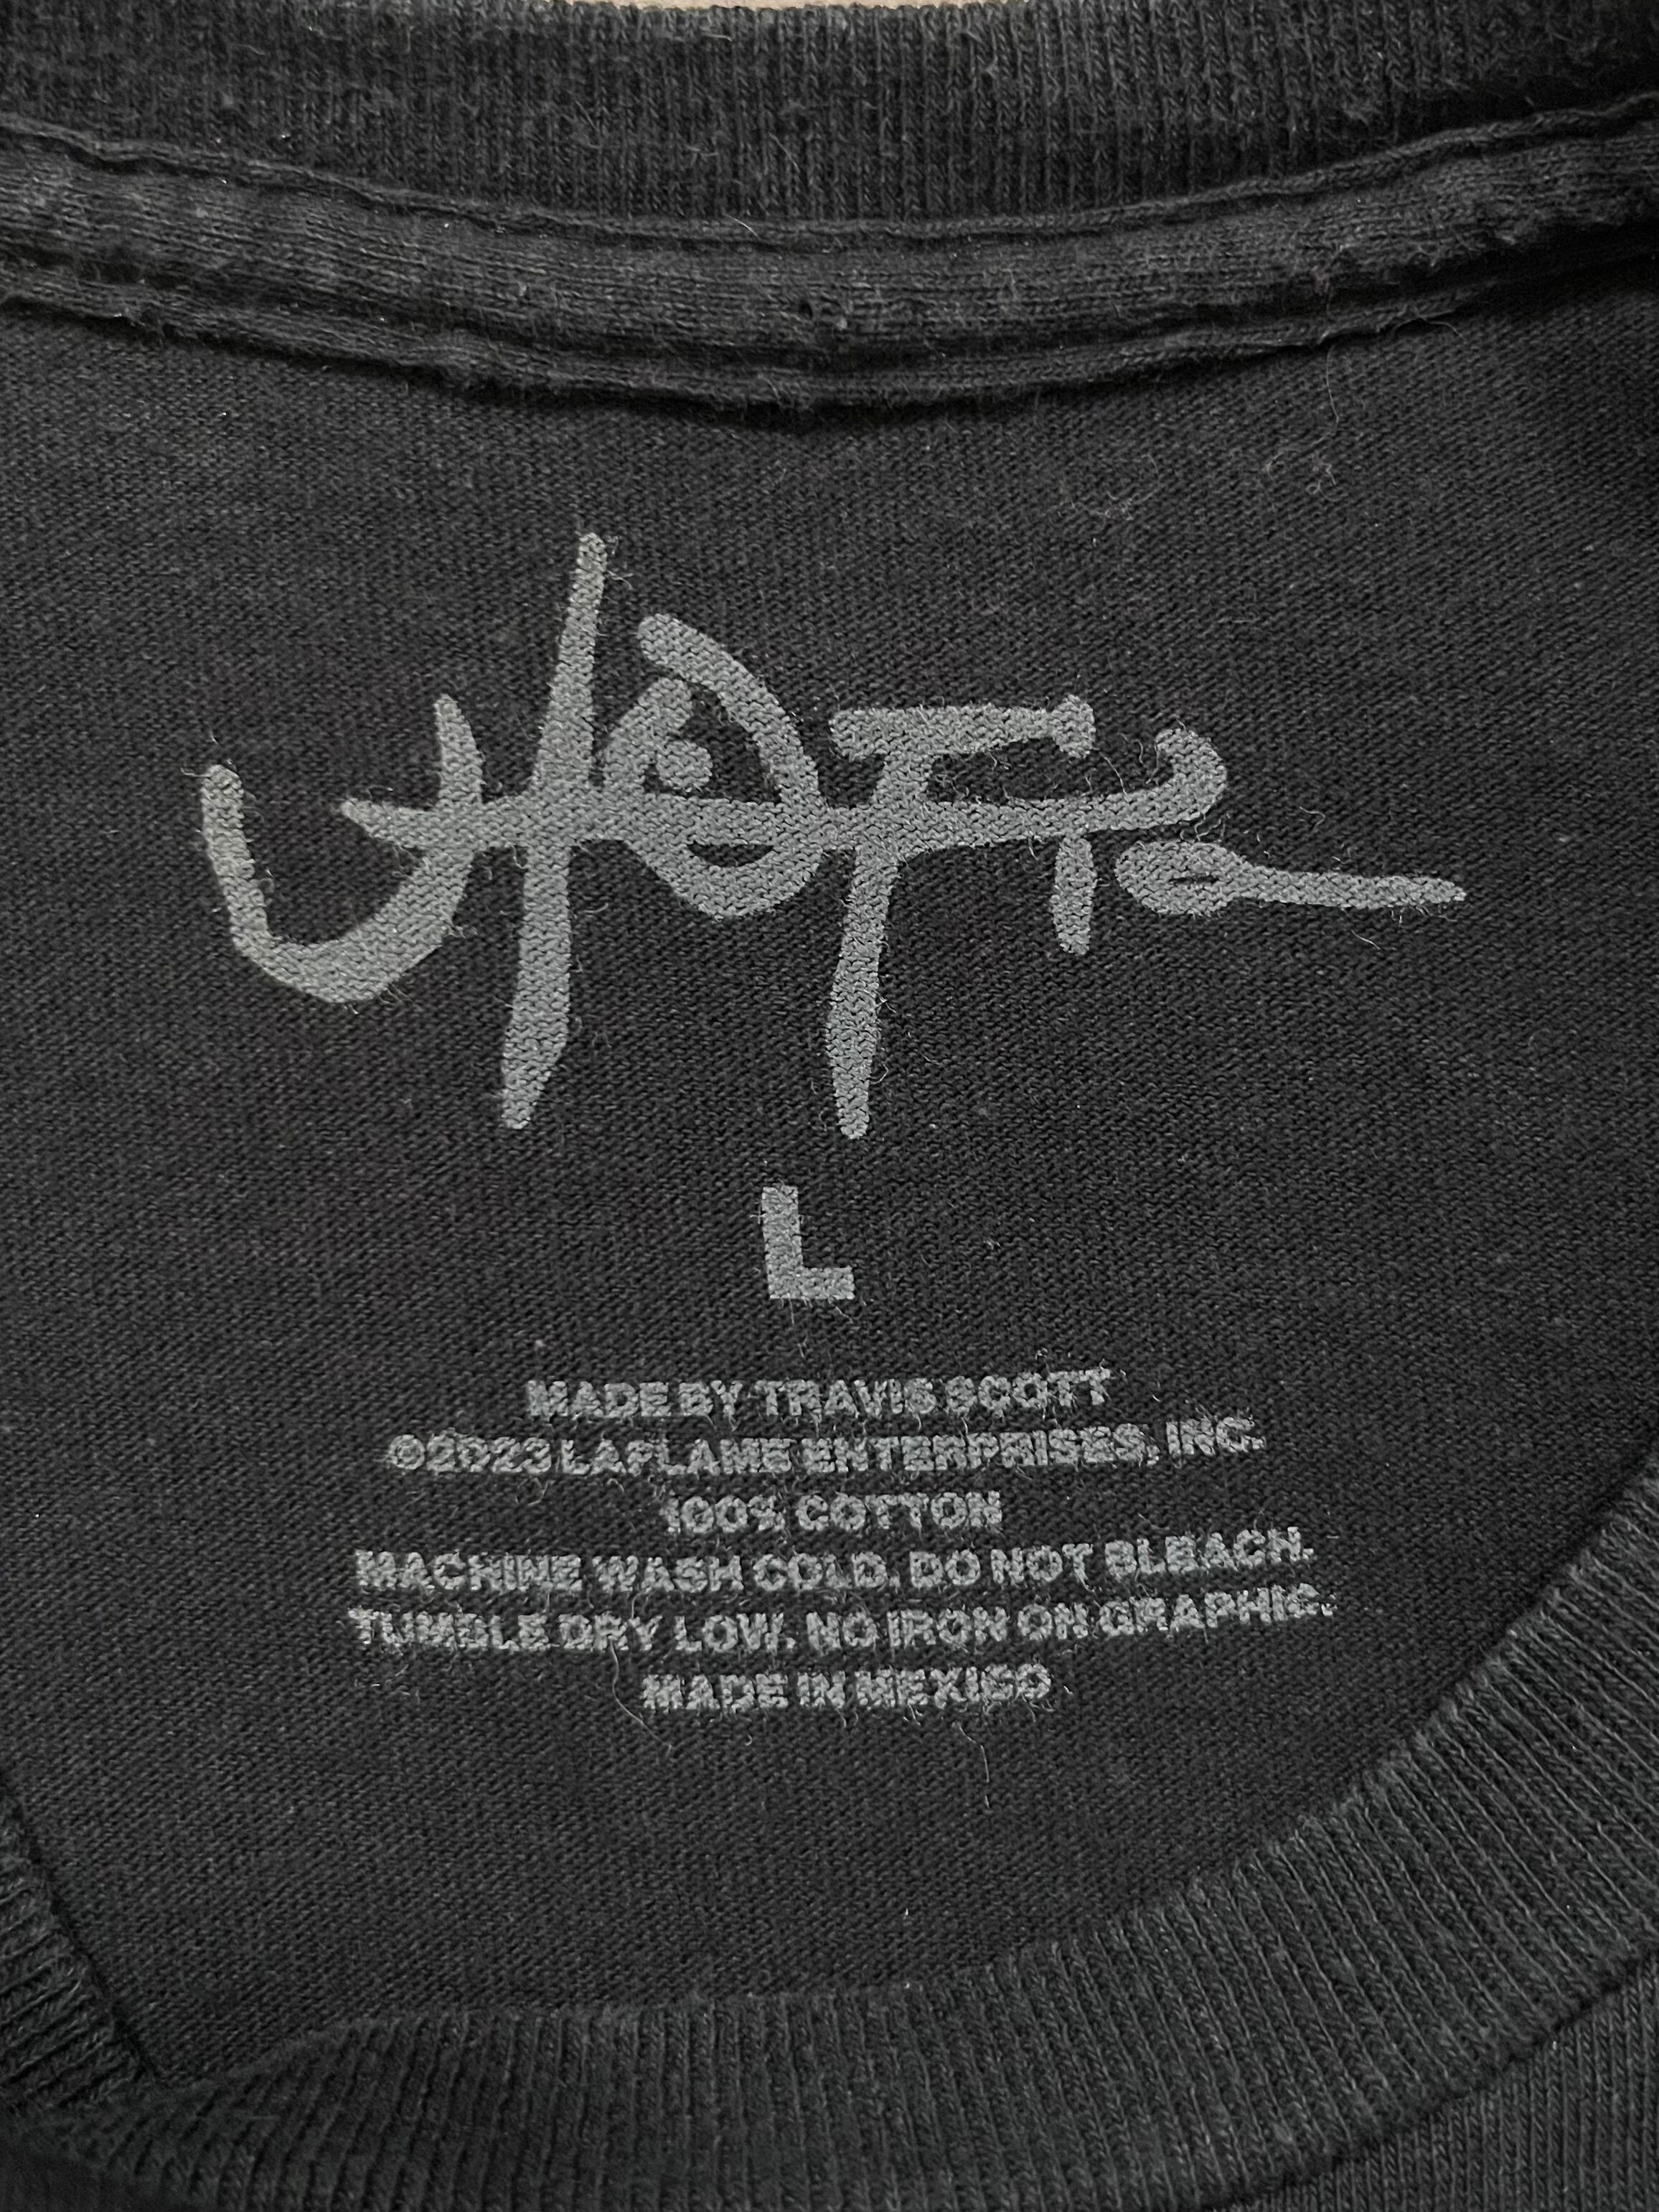 UTOPIA
L
MADE BY TRAVIS SCOTT
©2023 LAFLAME ENTERPRISES, INC.
100% COTTON
MACHINE WASH COLD. DO NOT BLEACH.
TUMBLE DRY LOW. NO IRON ON GRAPHIC.
MADE IN MEXICO